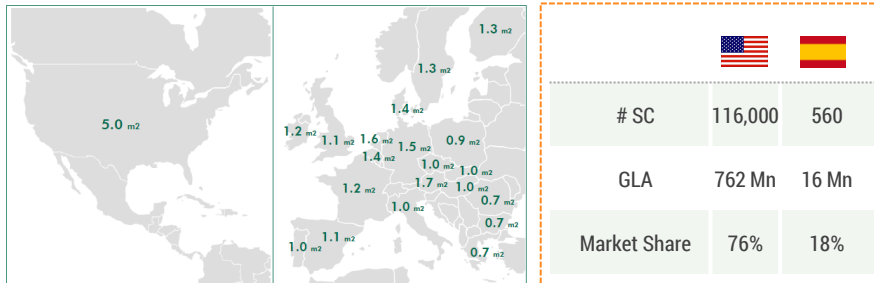 5.0 m2
1.3 m2
1.3 m2
1.4 m2
1.2 m2
1.1 m2
1.6 m2
1.5 m2
0.9 m2
1.4 m2
1.0 m2
1.0 m2
1.2 m2
1.7 m2
1.0 m2
0.7 m2
1.0 m2
0.7 m2
1.1 m2
1.0 m2
0.7 m2
# SC 116,000 560
GLA 762 Mn 16 Mn
Market Share 76% 18%